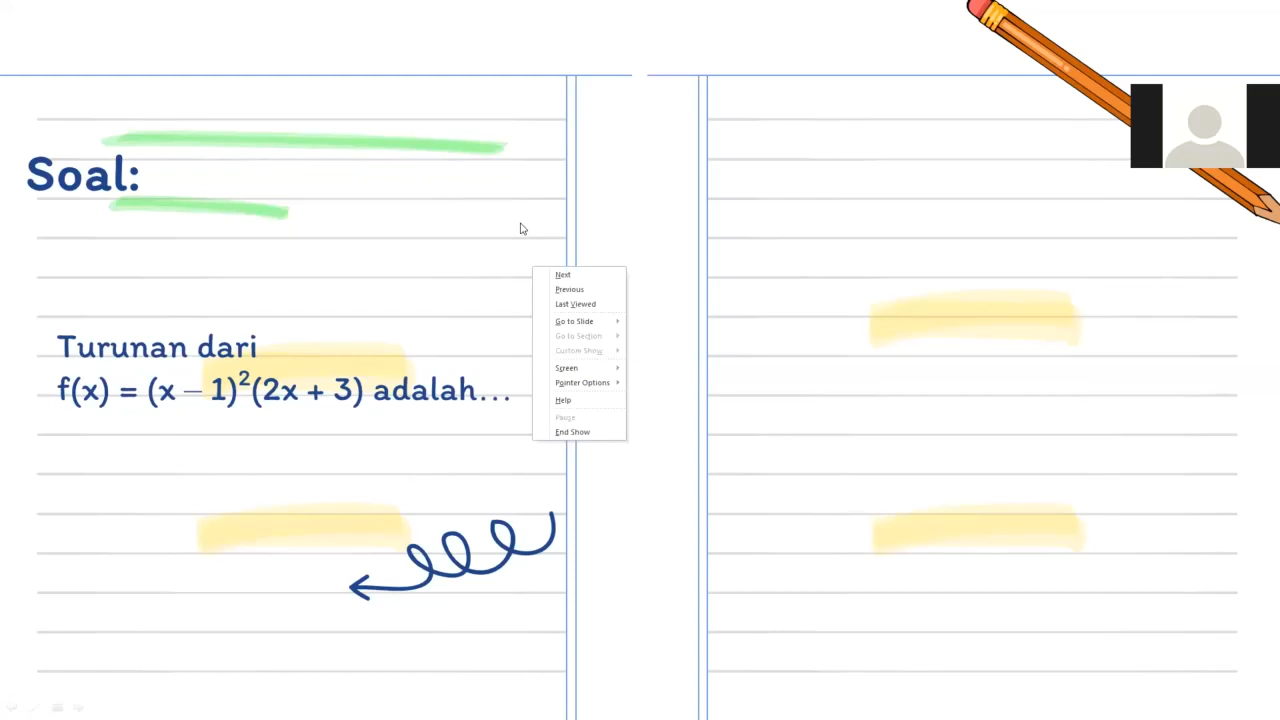 Soal:
Turunan dari
f(x) = (x – 1)²(2x + 3) adalah...
Next
Previous
Last Viewed
Go to Slide
Go to Section
Custom Show
Screen
Pointer Options
Help
Pause
End Show